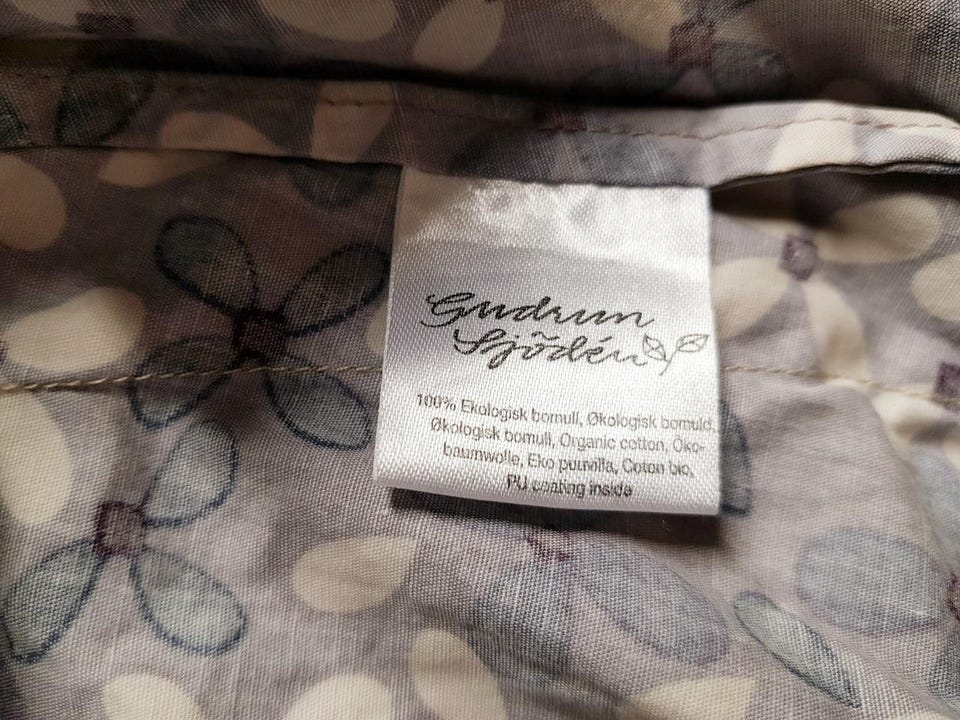 Gudrun
Sjödén
100% Ekologisk bomull, Økologisk bomuld,
Økologisk bomull, Organic cotton, Öko-
baumwolle, Eko puuvilla, Coton bio,
PU coating inside